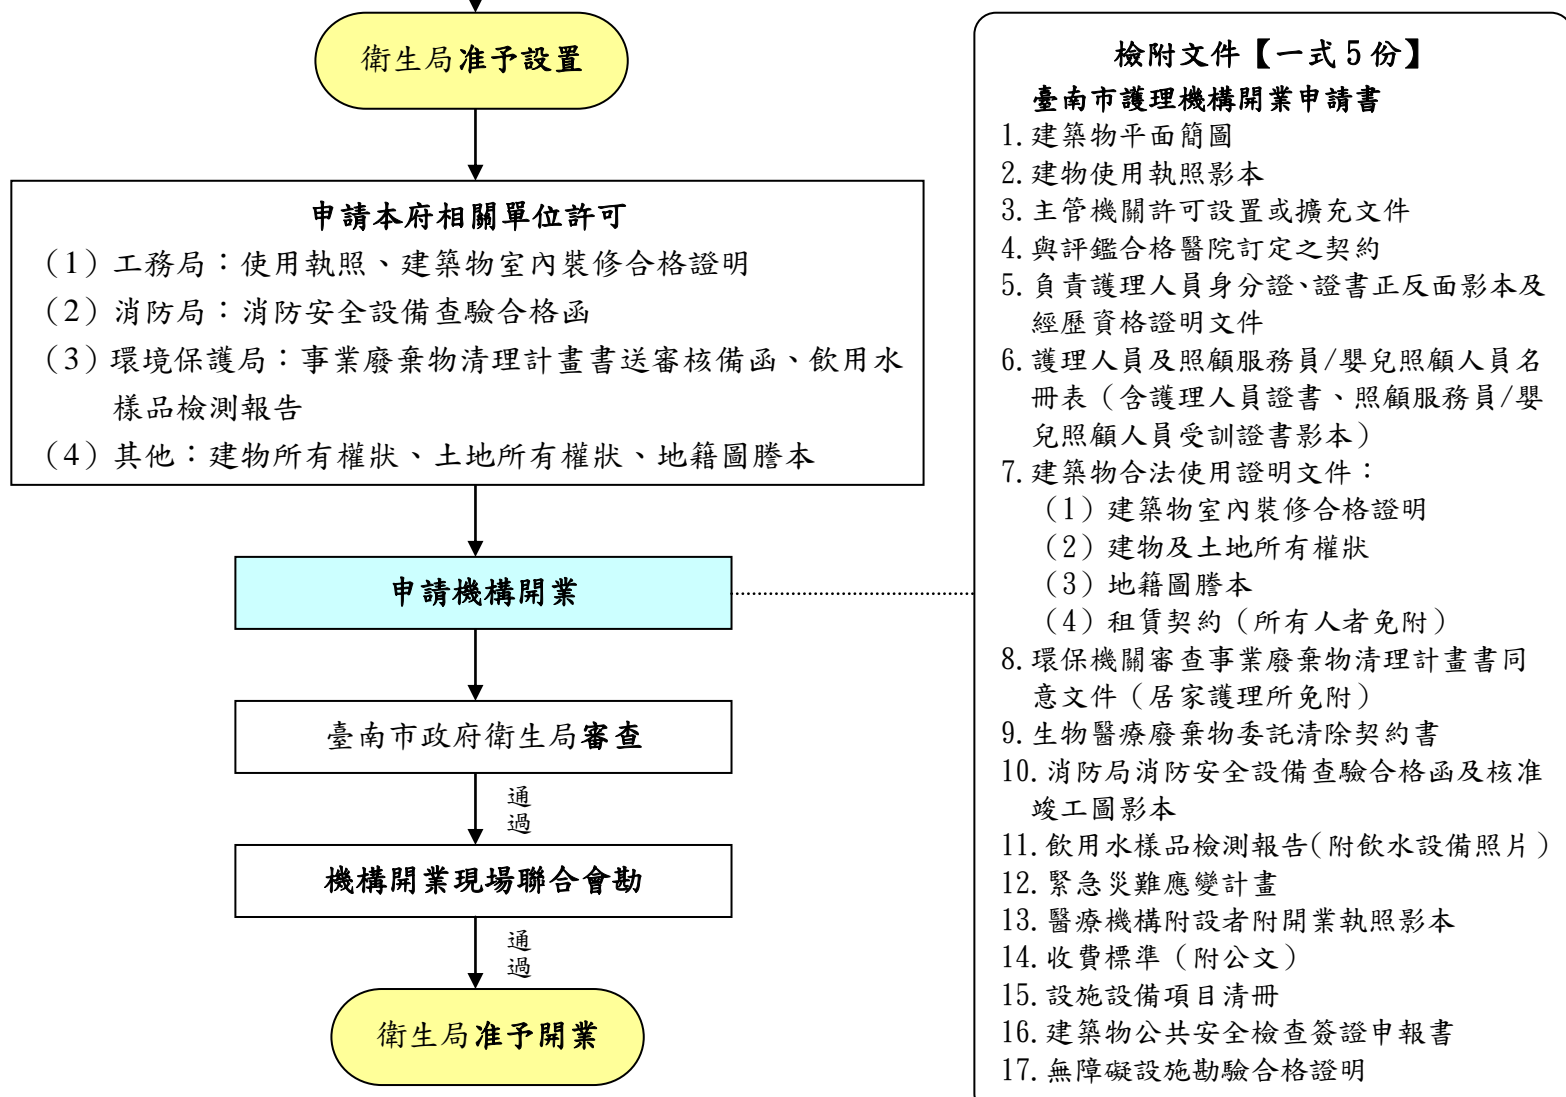 衛生局准予設置
申請本府相關單位許可
（1）工務局：使用執照、建築物室內裝修合格證明
（2）消防局：消防安全設備查驗合格函
（3）環境保護局：事業廢棄物清理計畫書送審核備函、飲用水
樣品檢測報告
（4）其他：建物所有權狀、土地所有權狀、地籍圖謄本
申請機構開業
臺南市政府衛生局審查
通
過
機構開業現場聯合會勘
通
過
衛生局准予開業
檢附文件【一式5份】
臺南市護理機構開業申請書
1.建築物平面簡圖
2.建物使用執照影本
3.主管機關許可設置或擴充文件
4.與評鑑合格醫院訂定之契約
5.負責護理人員身分證、證書正反面影本及
經歷資格證明文件
6.護理人員及照顧服務員/嬰兒照顧人員名
冊表（含護理人員證書、照顧服務員/嬰
兒照顧人員受訓證書影本）
7.建築物合法使用證明文件：
（1）建築物室內裝修合格證明
（2）建物及土地所有權狀
（3）地籍圖謄本
（4）租賃契約（所有人者免附）
8.環保機關審查事業廢棄物清理計畫書同
意文件（居家護理所免附）
9.生物醫療廢棄物委託清除契約書
10.消防局消防安全設備查驗合格函及核准
竣工圖影本
11.飲用水樣品檢測報告(附飲水設備照片)
12.緊急災難應變計畫
13.醫療機構附設者附開業執照影本
14.收費標準（附公文）
15.設施設備項目清冊
16.建築物公共安全檢查簽證申報書
17.無障礙設施勘驗合格證明